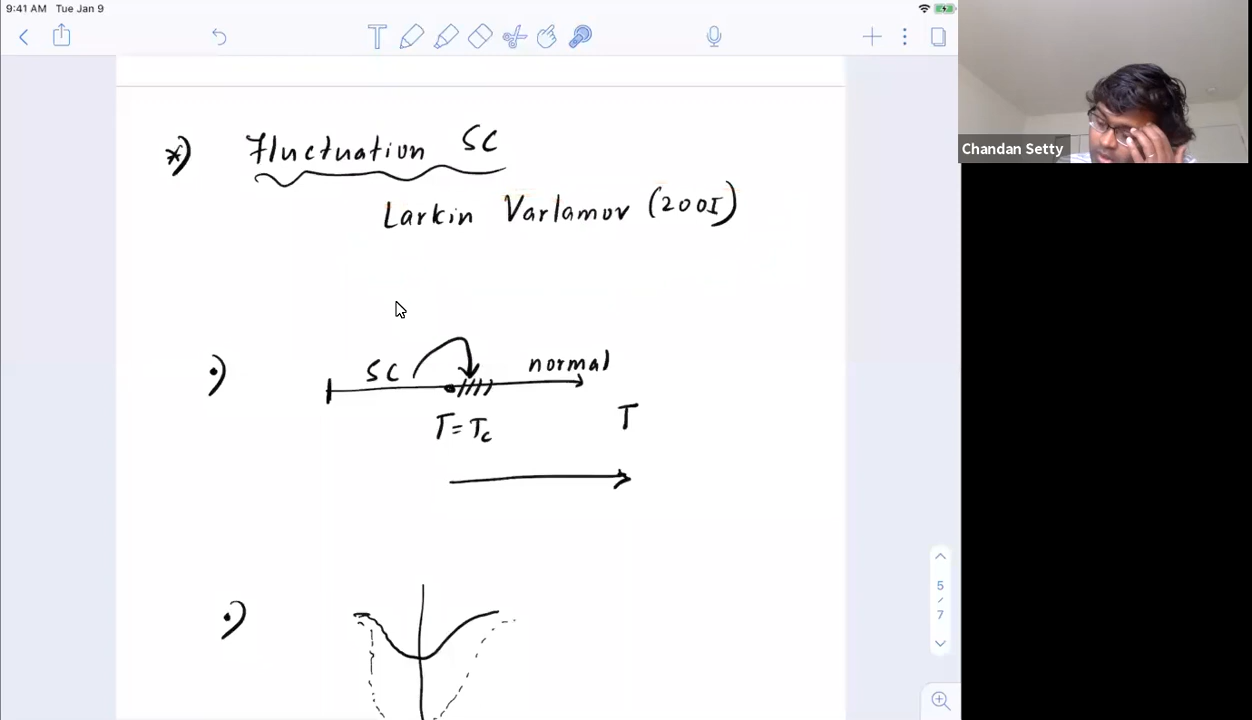 9:41 AM Tue Jan 9
Chandan Setty
*) Fluctuation SC
Larkin Varlamov (2001)
•) SC normal
T = Tc T
5
/
7
•)